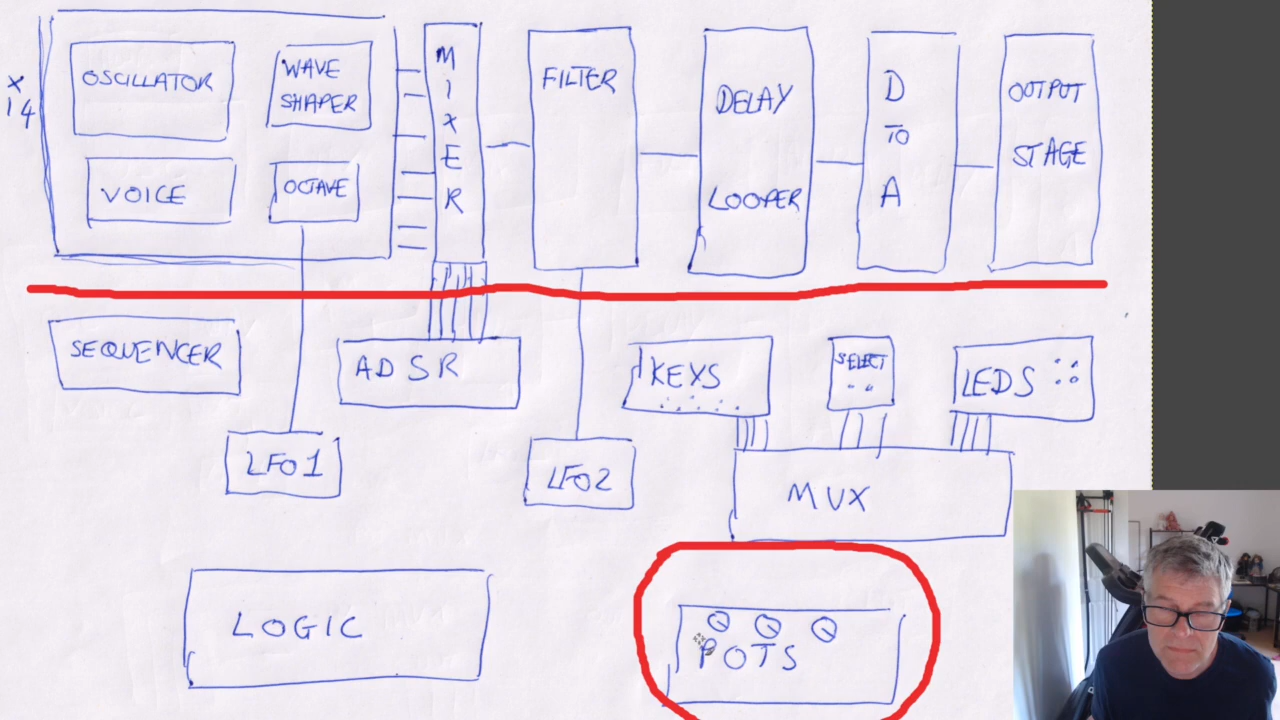 x
14
OSCILLATOR
WAVE
SHAPER
VOICE
OCTAVE
M
I
X
E
R
FILTER
DELAY
LOOPER
D
TO
A
OUTPUT
STAGE
SEQUENCER
ADSR
KEYS
SELECT
LEDS
LFO1
LFO2
MUX
LOGIC
POTS